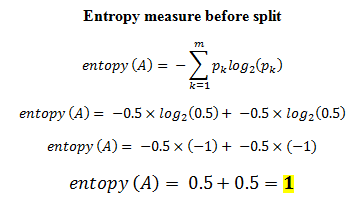 Entropy measure before split
entopy (A) = − ∑_{k=1}^{m} p_k log_2(p_k)
entopy (A) = −0.5 × log_2(0.5) + −0.5 × log_2(0.5)
entopy (A) = −0.5 × (−1) + −0.5 × (−1)
entopy (A) = 0.5 + 0.5 = 1